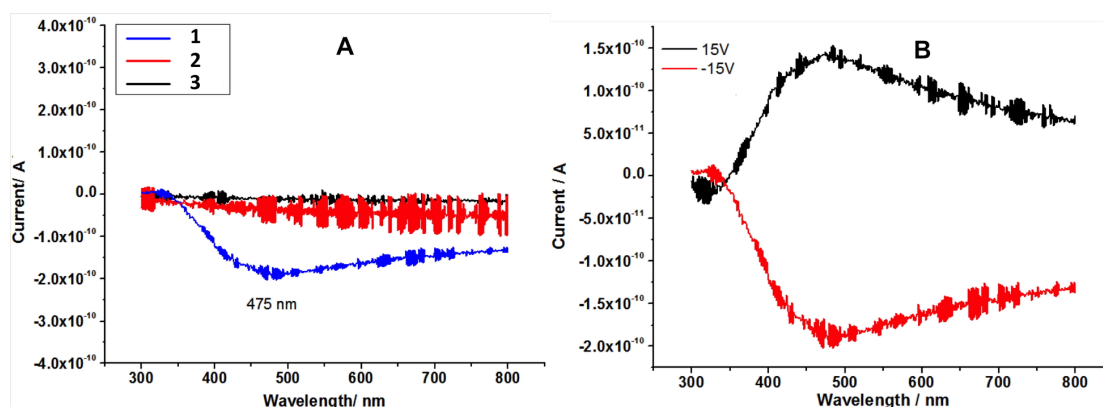 A
1
2
3
4.0x10⁻¹⁰
3.0x10⁻¹⁰
2.0x10⁻¹⁰
1.0x10⁻¹⁰
0.0
-1.0x10⁻¹⁰
-2.0x10⁻¹⁰
-3.0x10⁻¹⁰
-4.0x10⁻¹⁰
Current/ A
475 nm
300 400 500 600 700 800
Wavelength/ nm
B
15V
-15V
1.5x10⁻¹⁰
1.0x10⁻¹⁰
5.0x10⁻¹¹
0.0
-5.0x10⁻¹¹
-1.0x10⁻¹⁰
-1.5x10⁻¹⁰
-2.0x10⁻¹⁰
Current / A
300 400 500 600 700 800
Wavelength / nm